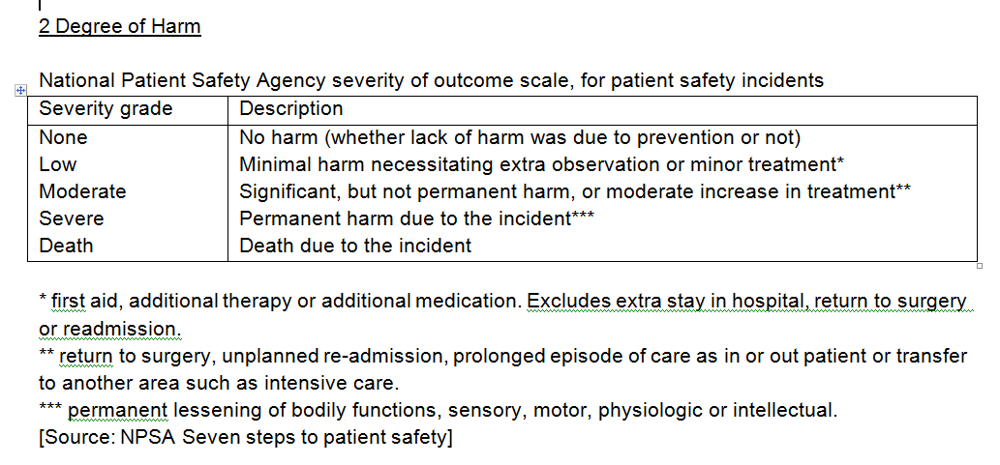 2 Degree of Harm
National Patient Safety Agency severity of outcome scale, for patient safety incidents
Severity grade Description
None No harm (whether lack of harm was due to prevention or not)
Low Minimal harm necessitating extra observation or minor treatment*
Moderate Significant, but not permanent harm, or moderate increase in treatment**
Severe Permanent harm due to the incident***
Death Death due to the incident
* first aid, additional therapy or additional medication. Excludes extra stay in hospital, return to surgery
or readmission.
** return to surgery, unplanned re-admission, prolonged episode of care as in or out patient or transfer
to another area such as intensive care.
*** permanent lessening of bodily functions, sensory, motor, physiologic or intellectual.
[Source: NPSA Seven steps to patient safety]